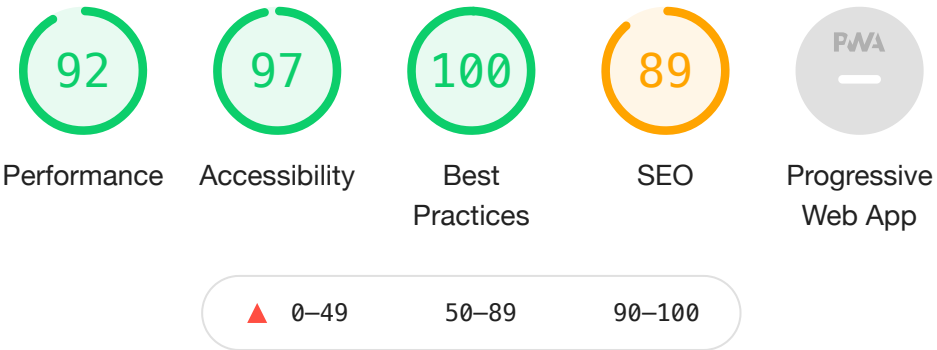 92 97 100 89 PWA
Performance Accessibility Best Practices SEO Progressive Web App
0–49 50–89 90–100